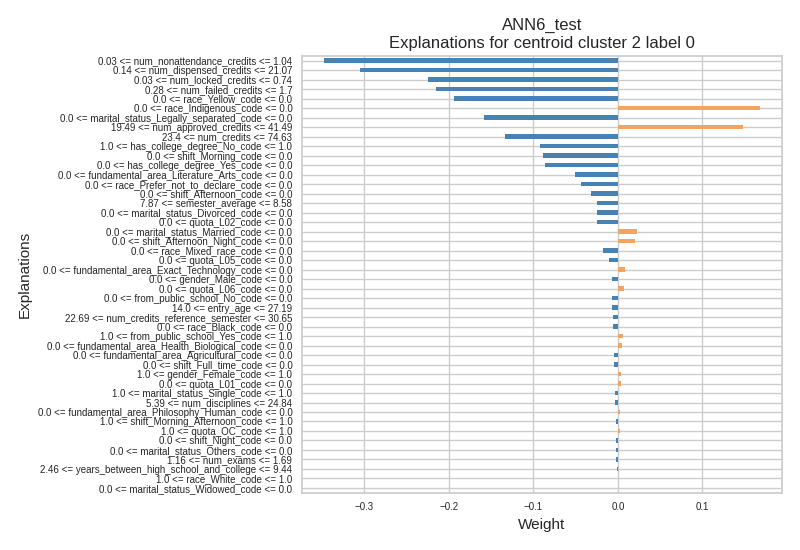 ANN6_test
Explanations for centroid cluster 2 label 0
0.03 <= num_nonattendance_credits <= 1.04
0.14 <= num_dispensed_credits <= 21.07
0.03 <= num_locked_credits <= 0.74
0.28 <= num_failed_credits <= 1.7
0.0 <= race_Yellow_code <= 0.0
0.0 <= race_Indigenous_code <= 0.0
0.0 <= marital_status_Legally_separated_code <= 0.0
19.49 <= num_approved_credits <= 41.49
23.4 <= num_credits <= 74.63
1.0 <= has_college_degree_No_code <= 1.0
0.0 <= shift_Morning_code <= 0.0
0.0 <= has_college_degree_Yes_code <= 0.0
0.0 <= fundamental_area_Literature_Arts_code <= 0.0
0.0 <= race_Prefer_not_to_declare_code <= 0.0
0.0 <= shift_Afternoon_code <= 0.0
7.87 <= semester_average <= 8.58
0.0 <= marital_status_Divorced_code <= 0.0
0.0 <= quota_L02_code <= 0.0
0.0 <= marital_status_Married_code <= 0.0
0.0 <= shift_Afternoon_Night_code <= 0.0
0.0 <= race_Mixed_race_code <= 0.0
0.0 <= quota_L05_code <= 0.0
0.0 <= fundamental_area_Exact_Technology_code <= 0.0
0.0 <= gender_Male_code <= 0.0
0.0 <= quota_L06_code <= 0.0
0.0 <= from_public_school_No_code <= 0.0
14.0 <= entry_age <= 27.19
22.69 <= num_credits_reference_semester <= 30.65
0.0 <= race_Black_code <= 0.0
1.0 <= from_public_school_Yes_code <= 1.0
0.0 <= fundamental_area_Health_Biological_code <= 0.0
0.0 <= fundamental_area_Agricultural_code <= 0.0
0.0 <= shift_Full_time_code <= 0.0
1.0 <= gender_Female_code <= 1.0
0.0 <= quota_L01_code <= 0.0
1.0 <= marital_status_Single_code <= 1.0
5.39 <= num_disciplines <= 24.84
0.0 <= fundamental_area_Philosophy_Human_code <= 0.0
1.0 <= shift_Morning_Afternoon_code <= 1.0
1.0 <= quota_OC_code <= 1.0
0.0 <= shift_Night_code <= 0.0
0.0 <= marital_status_Others_code <= 0.0
1.16 <= num_exams <= 1.69
2.46 <= years_between_high_school_and_college <= 9.44
1.0 <= race_White_code <= 1.0
0.0 <= marital_status_Widowed_code <= 0.0
Explanations
−0.3 −0.2 −0.1 0.0 0.1
Weight